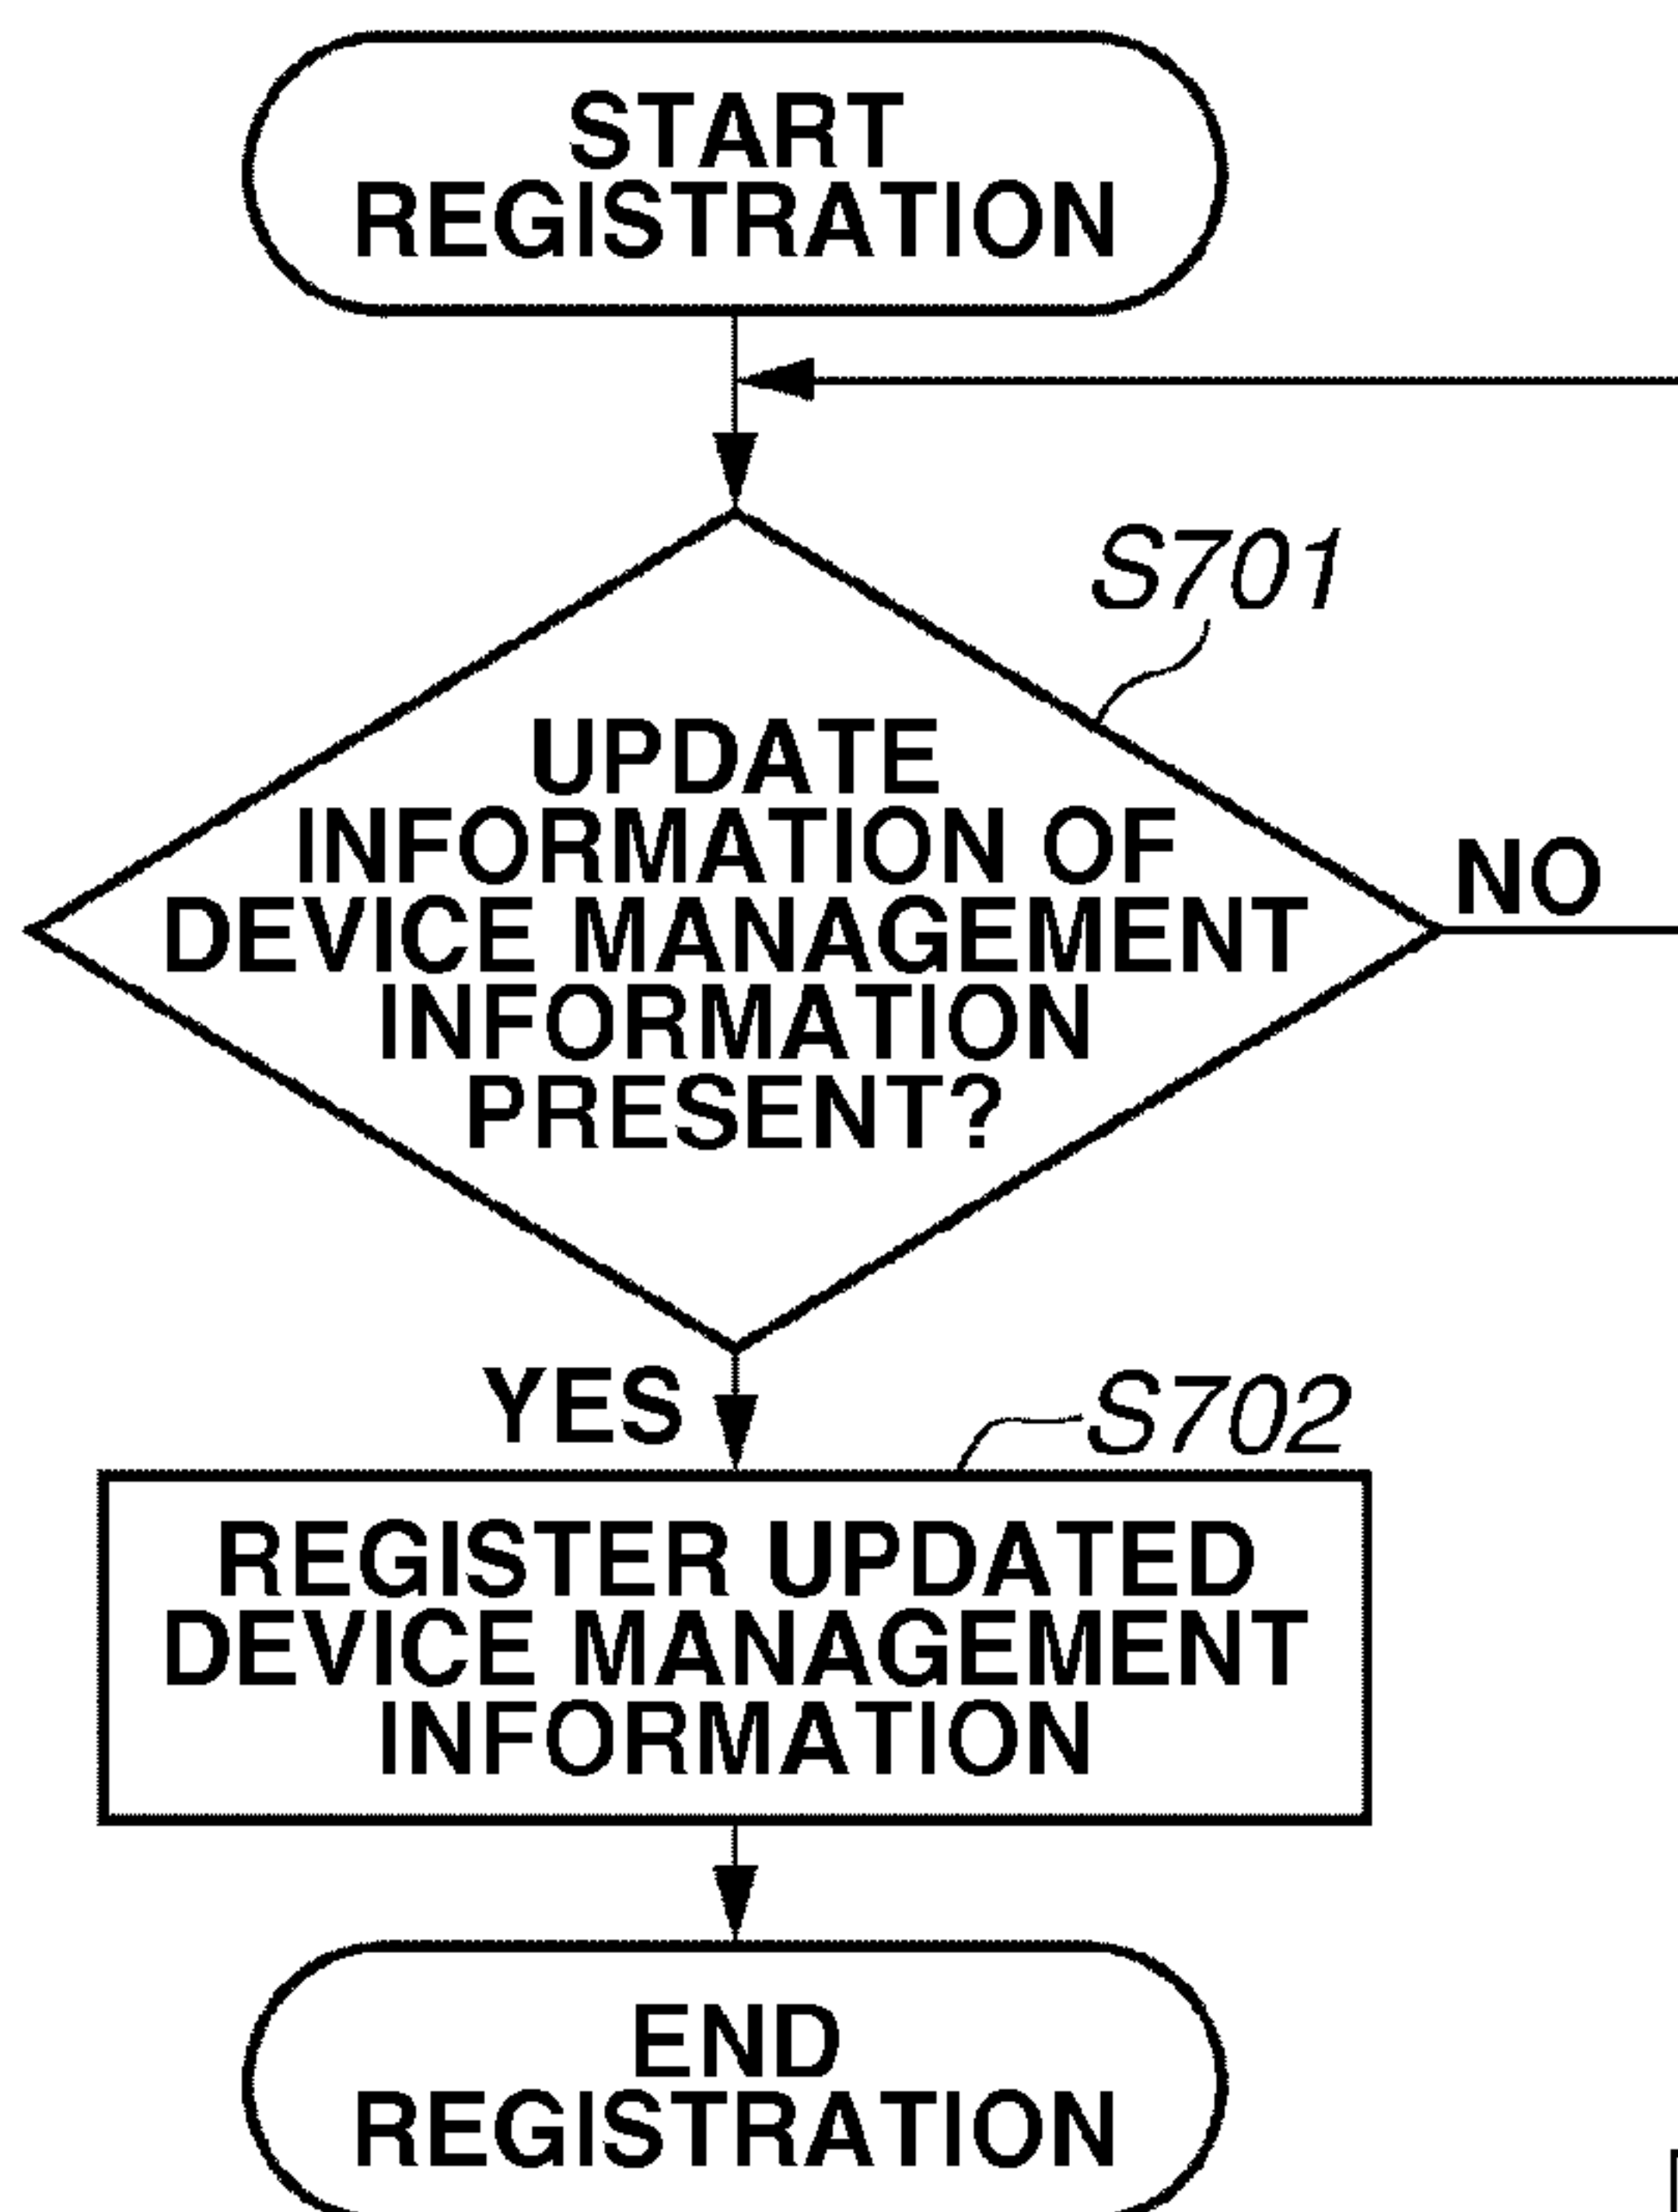 START
REGISTRATION
S701
UPDATE
INFORMATION OF
DEVICE MANAGEMENT
INFORMATION
PRESENT?
NO
YES
S702
REGISTER UPDATED
DEVICE MANAGEMENT
INFORMATION
END
REGISTRATION